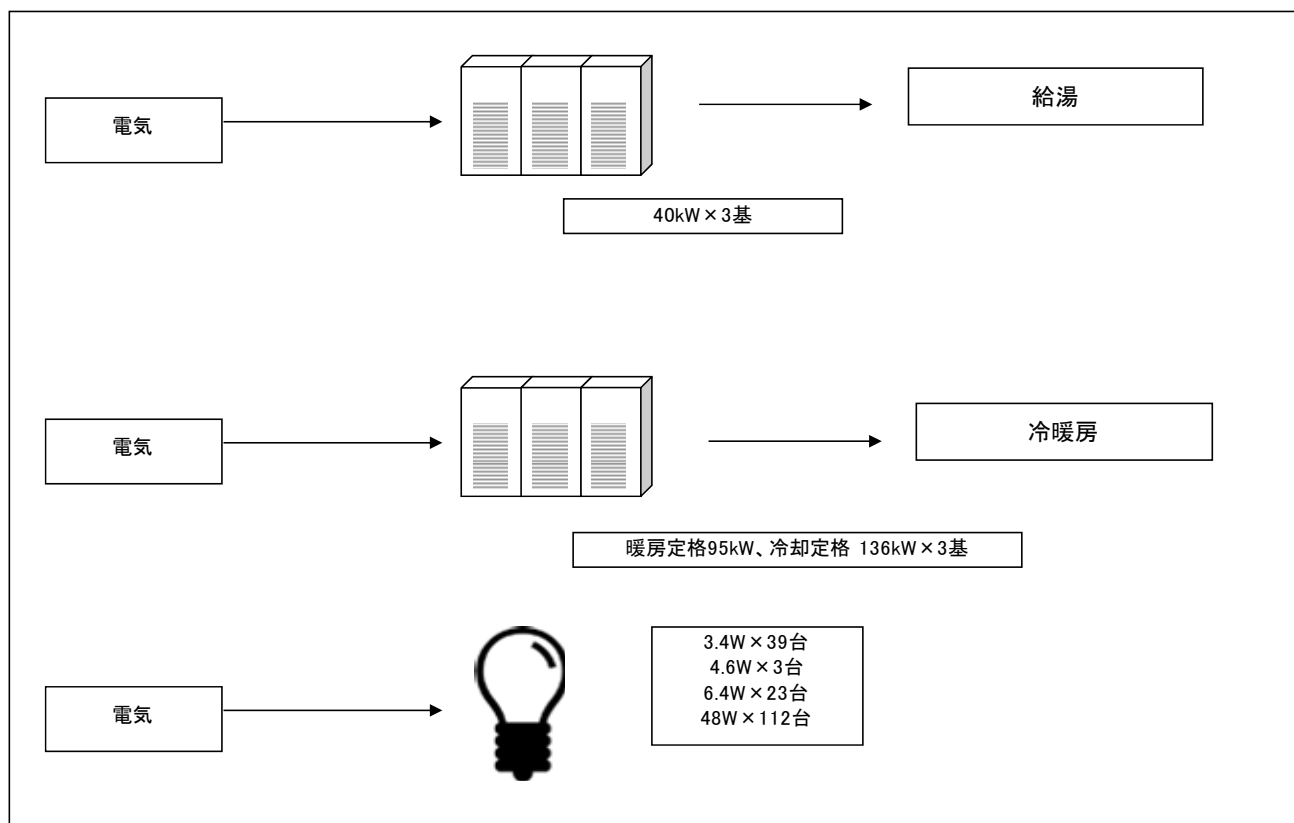 電気
給湯
40kW×3基
電気
冷暖房
暖房定格95kW、冷却定格 136kW×3基
電気
3.4W×39台
4.6W×3台
6.4W×23台
48W×112台